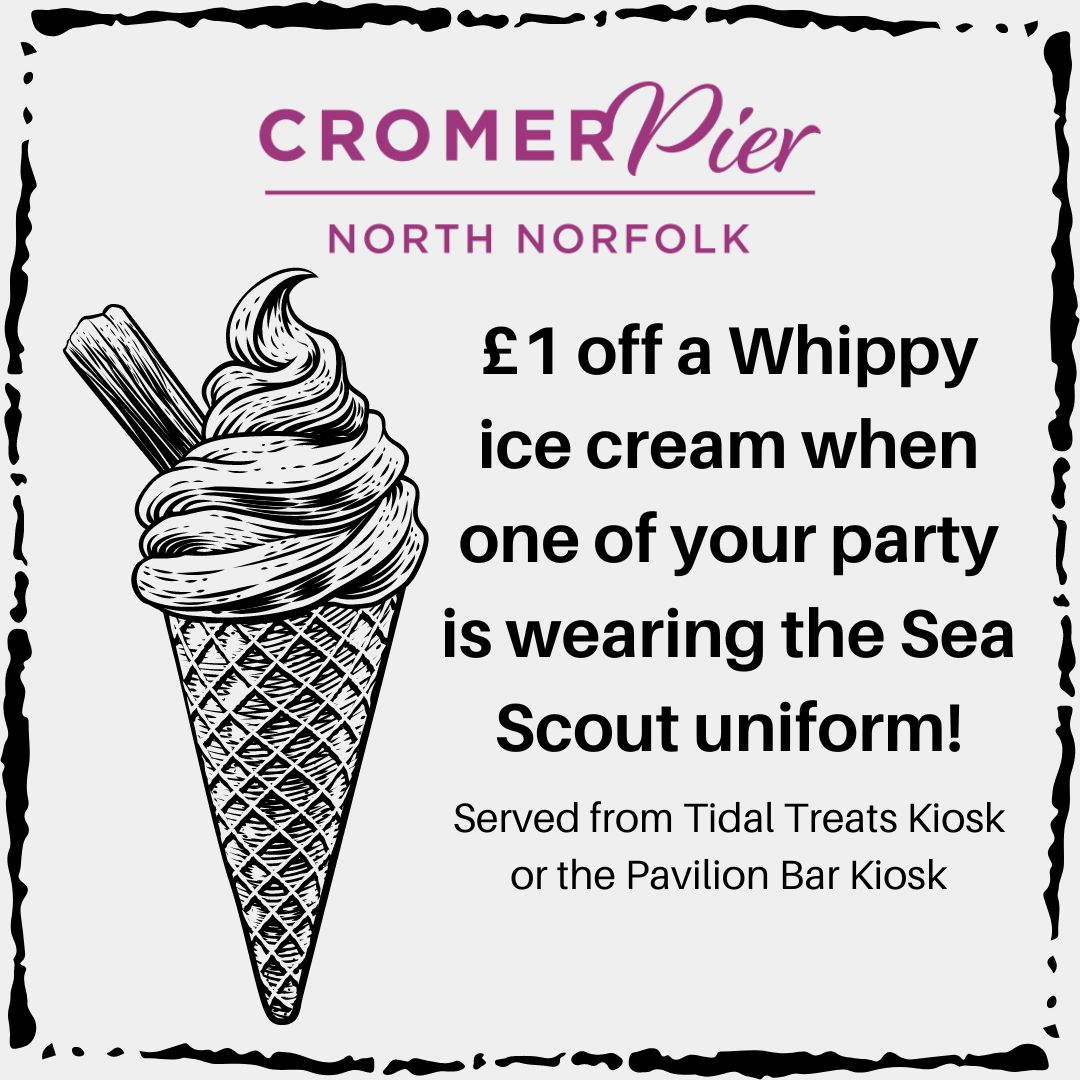 CROMER Pier
NORTH NORFOLK
£1 off a Whippy
ice cream when
one of your party
is wearing the Sea
Scout uniform!
Served from Tidal Treats Kiosk
or the Pavilion Bar Kiosk